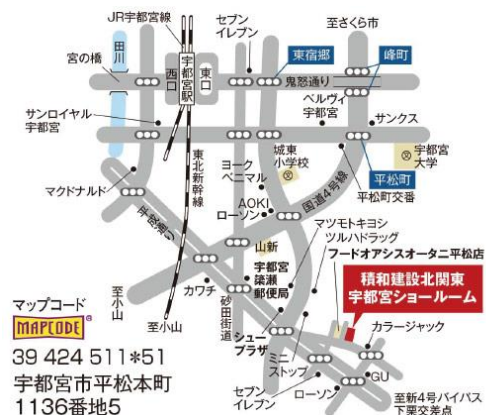 JR宇都宮線
セブン
イレブン
至さくら市
田川
宮の橋
西口
宇都宮駅
東口
東宿郷
鬼怒通り
峰町
ベルヴィ
宇都宮
サンクス
サンロイヤル
宇都宮
東北新幹線
ヨーク
ベニマル
城東
小学校
文
宇都宮
大学
文
平松町
平松町交番
マクドナルド
平成通り
AOKI
ローソン
国道4号線
山新
マツモトキヨシ
ツルハドラッグ
フードオアシスオータニ平松店
宇都宮
簗瀬
郵便局
カワチ
砂田街道
至小山
至小山
シュー
プラザ
ミニ
ストップ
積和建設北関東
宇都宮ショールーム
カラージャック
GU
ローソン
セブン
イレブン
至新4号バイパス
下栗交差点
マップコード
MAPCODE®
39 424 511*51
宇都宮市平松本町
1136番地5